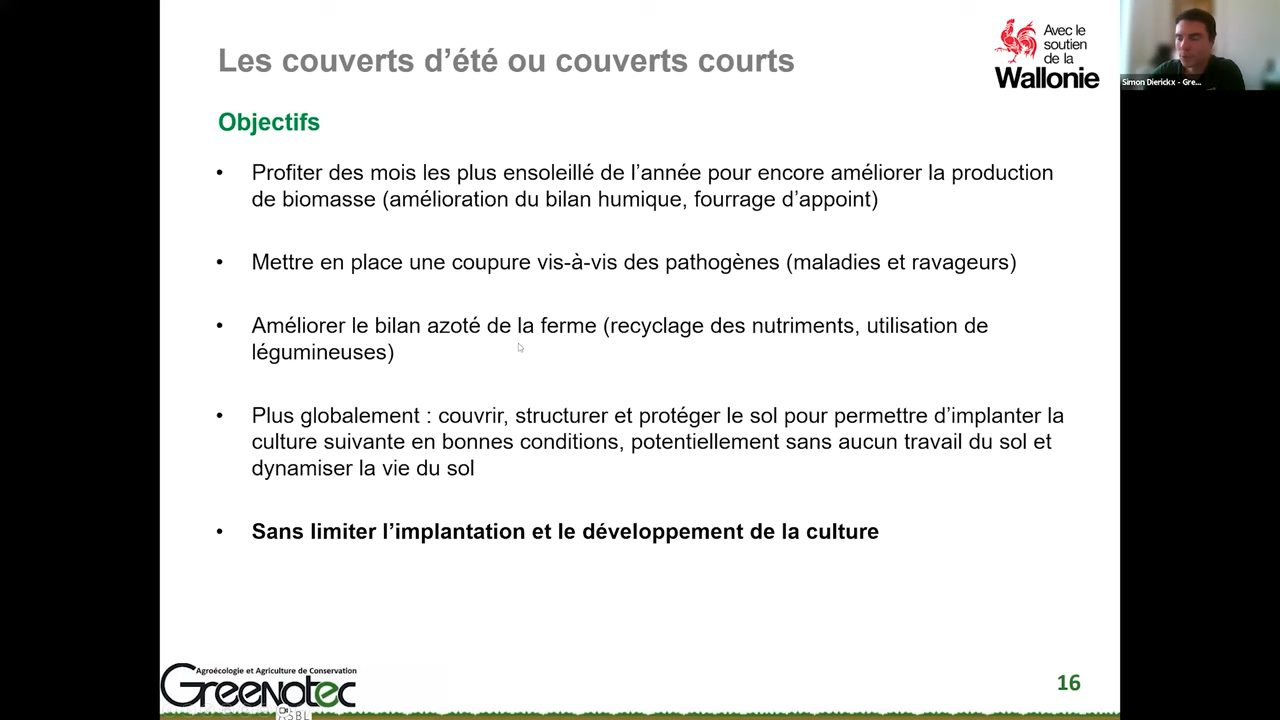 Les couverts d'été ou couverts courts
Avec le
soutien
de la
Wallonie
Simon Dierickx - Gre...
Objectifs
• Profiter des mois les plus ensoleillé de l'année pour encore améliorer la production
de biomasse (amélioration du bilan humique, fourrage d'appoint)
• Mettre en place une coupure vis-à-vis des pathogènes (maladies et ravageurs)
• Améliorer le bilan azoté de la ferme (recyclage des nutriments, utilisation de
légumineuses)
• Plus globalement : couvrir, structurer et protéger le sol pour permettre d'implanter la
culture suivante en bonnes conditions, potentiellement sans aucun travail du sol et
dynamiser la vie du sol
• Sans limiter l'implantation et le développement de la culture
Agroécologie et Agriculture de Conservation
Greenotec
SBL
16